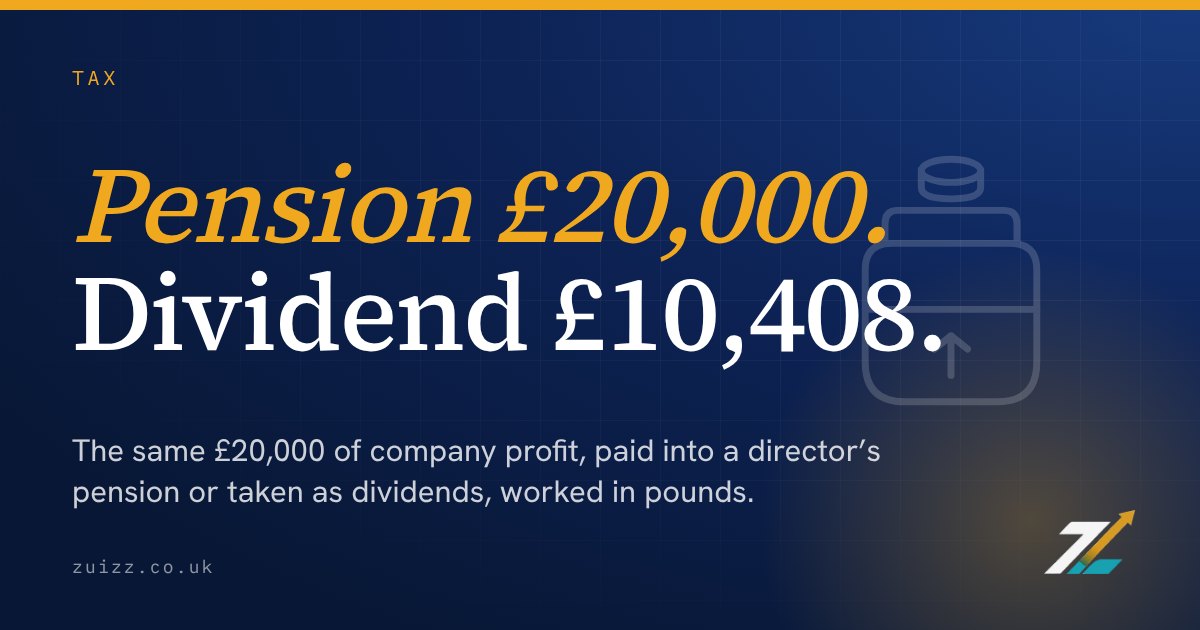 TAX
Pension £20,000.
Dividend £10,408.
The same £20,000 of company profit, paid into a director’s
pension or taken as dividends, worked in pounds.
zuizz.co.uk